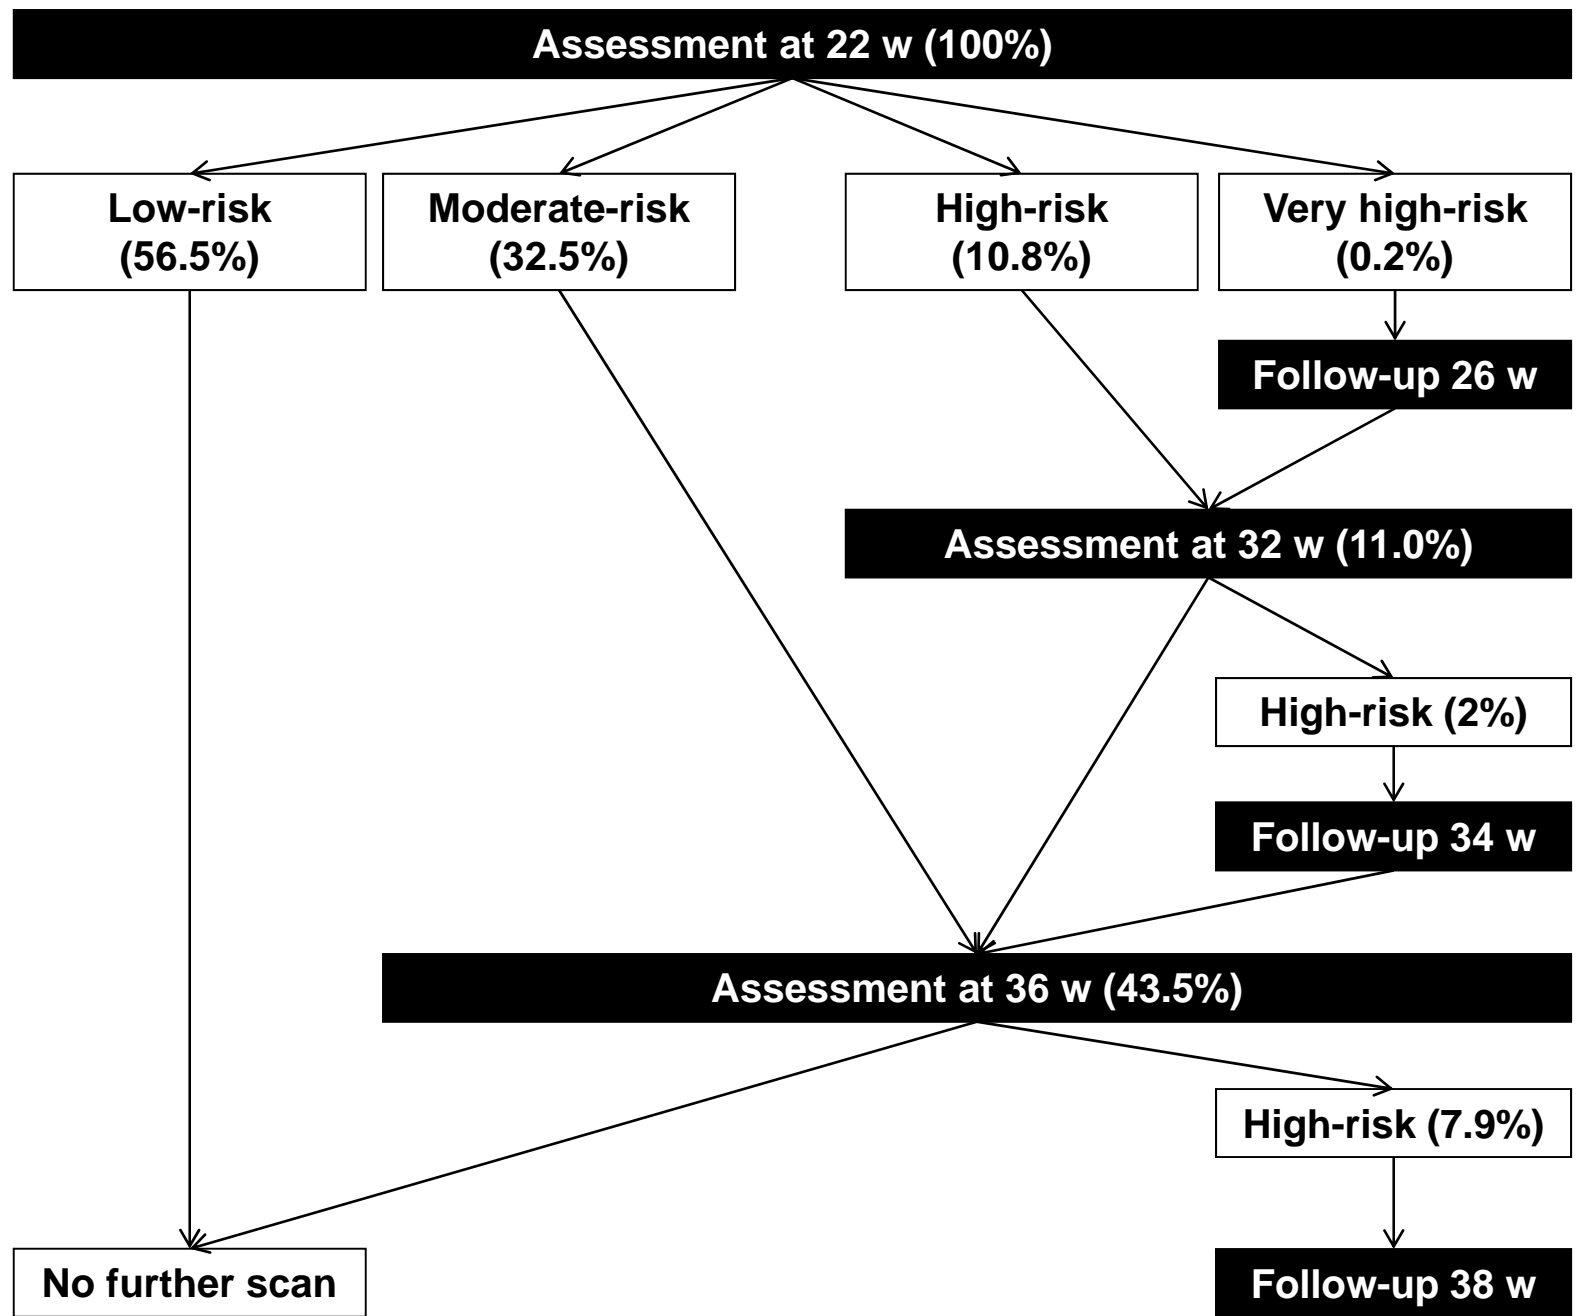 Assessment at 22 w (100%)
Low-risk
(56.5%)
Moderate-risk
(32.5%)
High-risk
(10.8%)
Very high-risk
(0.2%)
Follow-up 26 w
Assessment at 32 w (11.0%)
High-risk (2%)
Follow-up 34 w
Assessment at 36 w (43.5%)
High-risk (7.9%)
No further scan
Follow-up 38 w